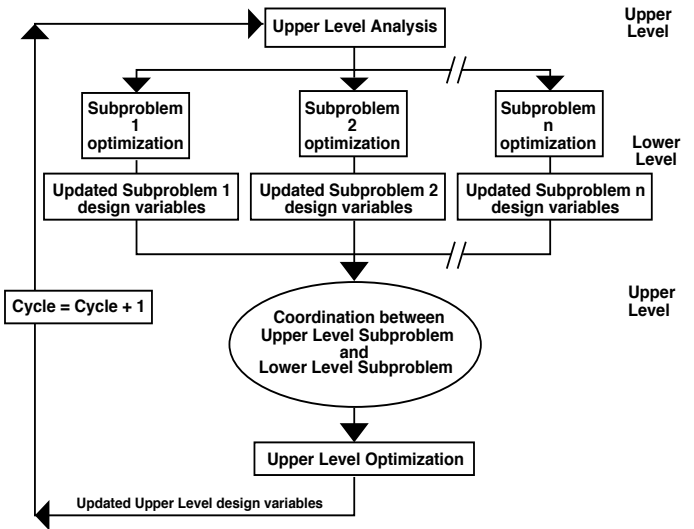 Upper Level Analysis
Upper
Level
Subproblem
1
optimization
Subproblem
2
optimization
Subproblem
n
optimization
Lower
Level
Updated Subproblem 1
design variables
Updated Subproblem 2
design variables
Updated Subproblem n
design variables
Upper
Level
Cycle = Cycle + 1
Coordination between
Upper Level Subproblem
and
Lower Level Subproblem
Upper Level Optimization
Updated Upper Level design variables